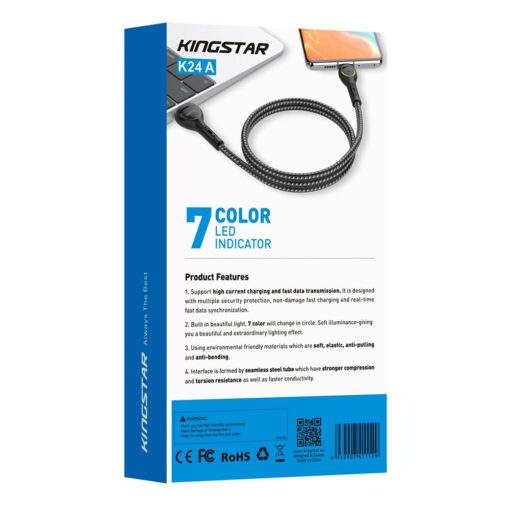 KINGSTAR
K24 A
7 COLOR
LED
INDICATOR
Product Features
1. Support high current charging and fast data transmission. It is designed
with multiple security protection, non-damage fast charging and real-time
fast data synchronization.
2. Built in beautiful light, 7 color will change in circle. Soft illuminance-giving
you a beautiful and extraordinary lighting effect.
3. Using environmental friendly materials which are soft, elastic, anti-pulling
and anti-bending.
4. Interface is formed by seamless steel tube which have stronger compression
and torsion resistance as well as faster conductivity.
KINGSTAR Always The Best
WARNING!
CE FC RoHS